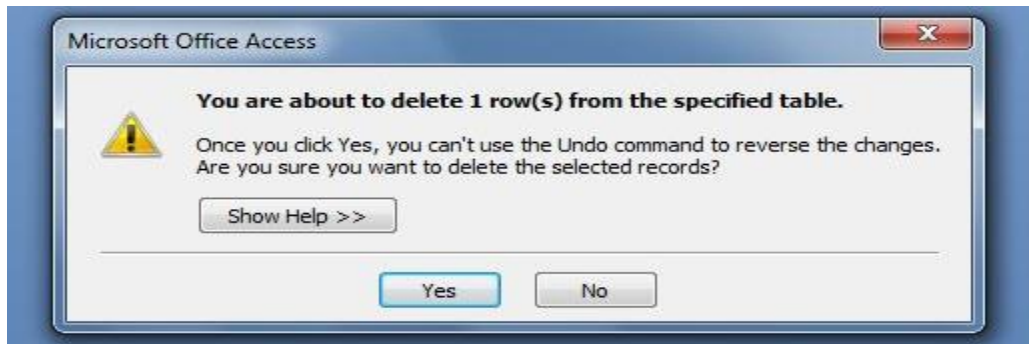 Microsoft Office Access
You are about to delete 1 row(s) from the specified table.
Once you click Yes, you can't use the Undo command to reverse the changes.
Are you sure you want to delete the selected records?
Show Help >>
Yes
No